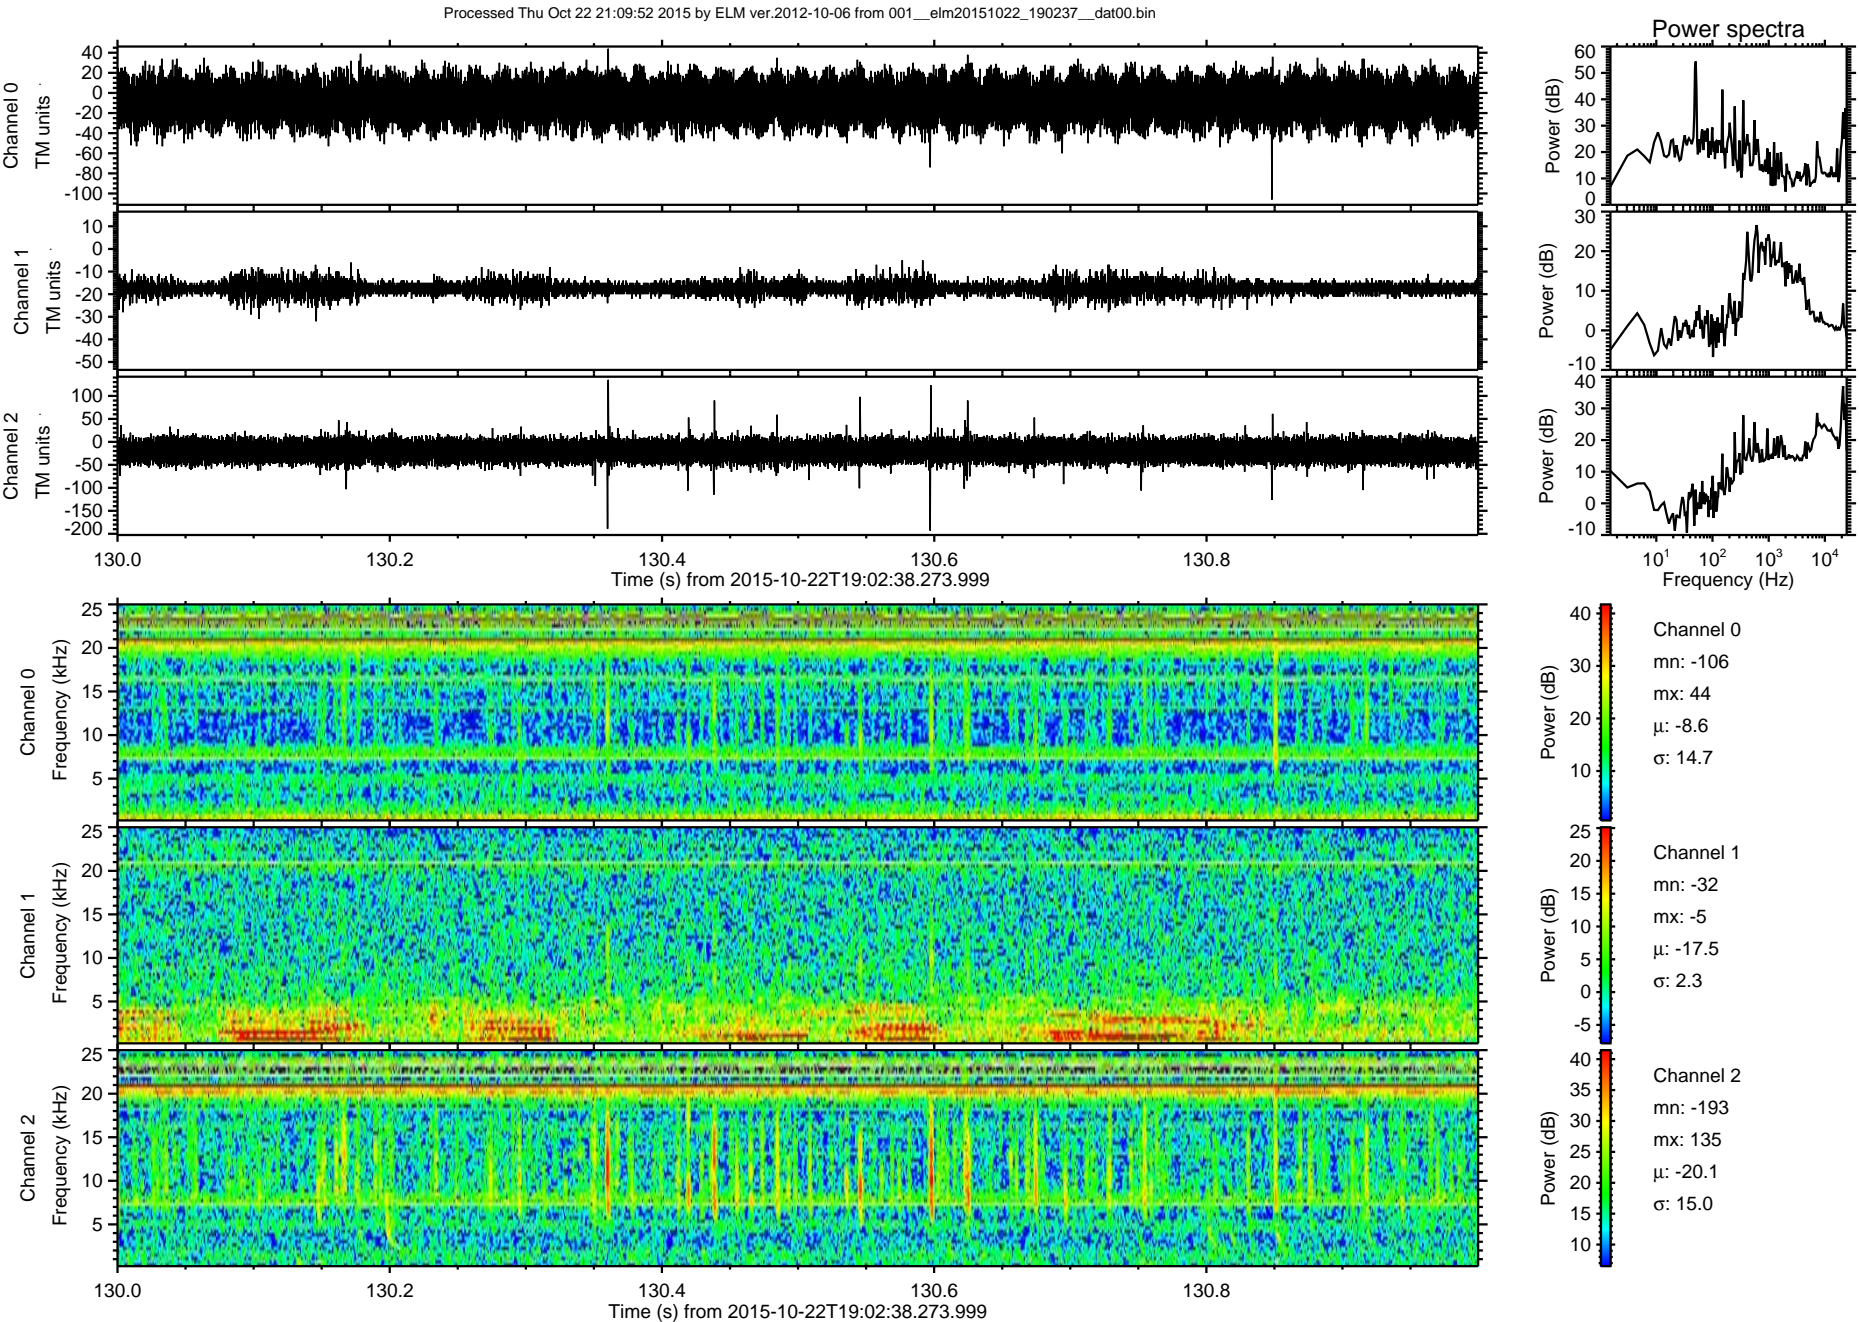 Processed Thu Oct 22 21:09:52 2015 by ELM ver.2012-10-06 from 001__elm20151022_190237__dat00.bin
Power spectra
Channel 0
TM units
40
20
0
-20
-40
-60
-80
-100
Power (dB)
60
50
40
30
20
10
0
Channel 1
TM units
10
0
-10
-20
-30
-40
-50
Power (dB)
30
20
10
0
-10
Channel 2
TM units
100
50
0
-50
-100
-150
-200
Power (dB)
40
30
20
10
0
-10
130.0 130.2 130.4 130.6 130.8
Time (s) from 2015-10-22T19:02:38.273.999
10^1 10^2 10^3 10^4
Frequency (Hz)
Channel 0
Frequency (kHz)
25
20
15
10
5
Power (dB)
40
30
20
10
Channel 0
mn: -106
mx: 44
μ: -8.6
σ: 14.7
Channel 1
Frequency (kHz)
25
20
15
10
5
Power (dB)
25
20
15
10
5
0
-5
Channel 1
mn: -32
mx: -5
μ: -17.5
σ: 2.3
Channel 2
Frequency (kHz)
25
20
15
10
5
Power (dB)
40
35
30
25
20
15
10
Channel 2
mn: -193
mx: 135
μ: -20.1
σ: 15.0
130.0 130.2 130.4 130.6 130.8
Time (s) from 2015-10-22T19:02:38.273.999